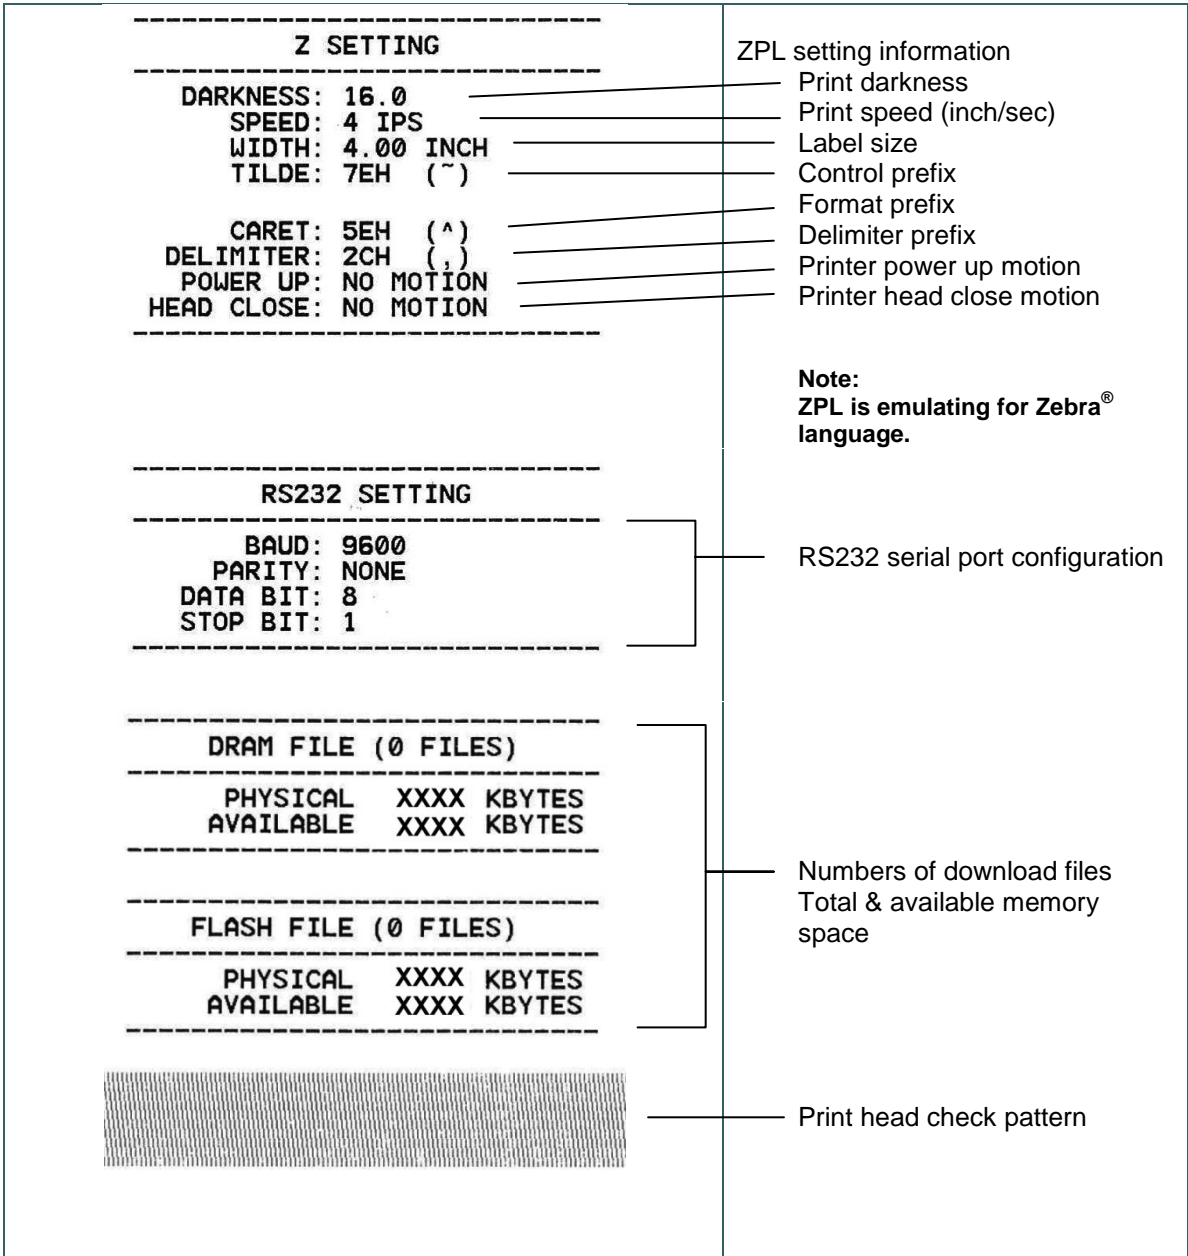 Z SETTING
DARKNESS: 16.0
SPEED: 4 IPS
WIDTH: 4.00 INCH
TILDE: 7EH (~)
CARET: 5EH (^)
DELIMITER: 2CH (,)
POWER UP: NO MOTION
HEAD CLOSE: NO MOTION
ZPL setting information
Print darkness
Print speed (inch/sec)
Label size
Control prefix
Format prefix
Delimiter prefix
Printer power up motion
Printer head close motion
Note:
ZPL is emulating for Zebra®
language.
RS232 SETTING
BAUD: 9600
PARITY: NONE
DATA BIT: 8
STOP BIT: 1
RS232 serial port configuration
DRAM FILE (0 FILES)
PHYSICAL XXXX KBYTES
AVAILABLE XXXX KBYTES
FLASH FILE (0 FILES)
PHYSICAL XXXX KBYTES
AVAILABLE XXXX KBYTES
Numbers of download files
Total & available memory
space
Print head check pattern